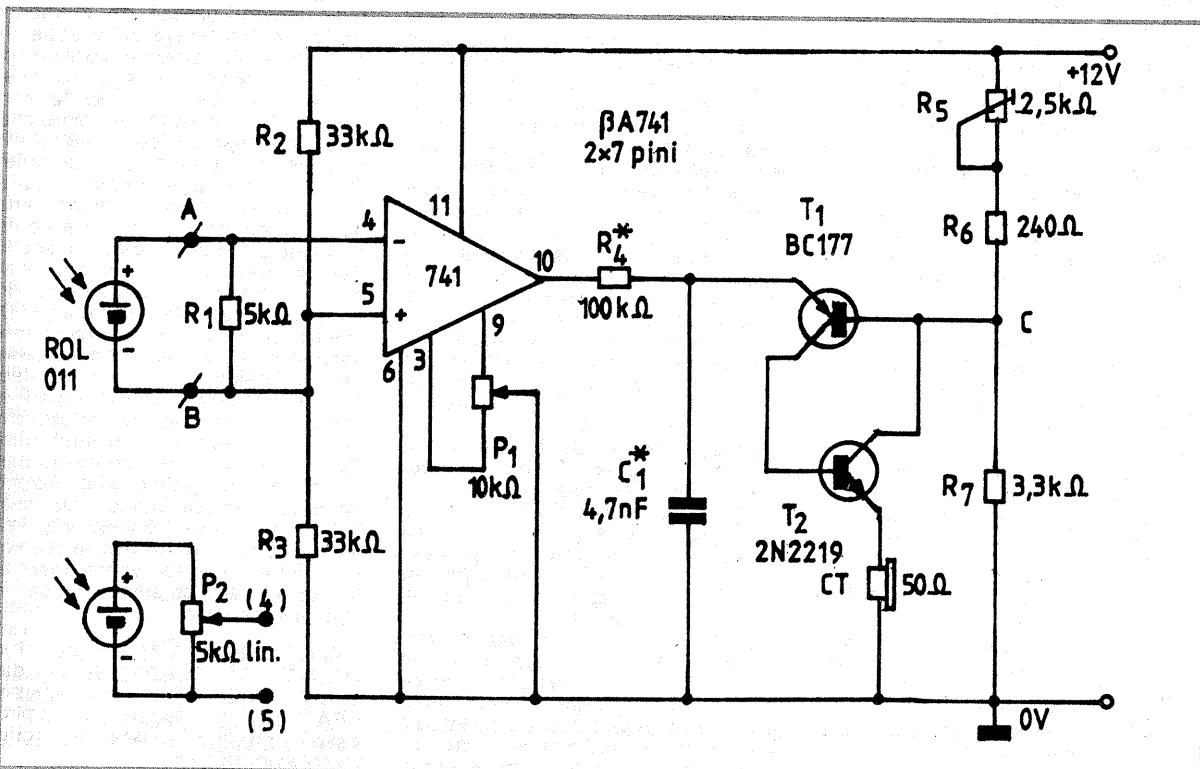 +12V
R5 2,5kΩ
βA741
2×7 pini
R2 33kΩ
A
4
11
-
T1
BC177
R6 240Ω
R4* 
100kΩ
10
741
+
5
+
R1 5kΩ
9
C
ROL
011
-
6
3
B
P1
10kΩ
C1*
4,7nF
R7 3,3kΩ
T2
2N2219
R3 33kΩ
CT 50Ω
+
P2
(4)
5kΩ lin.
-
(5)
0V